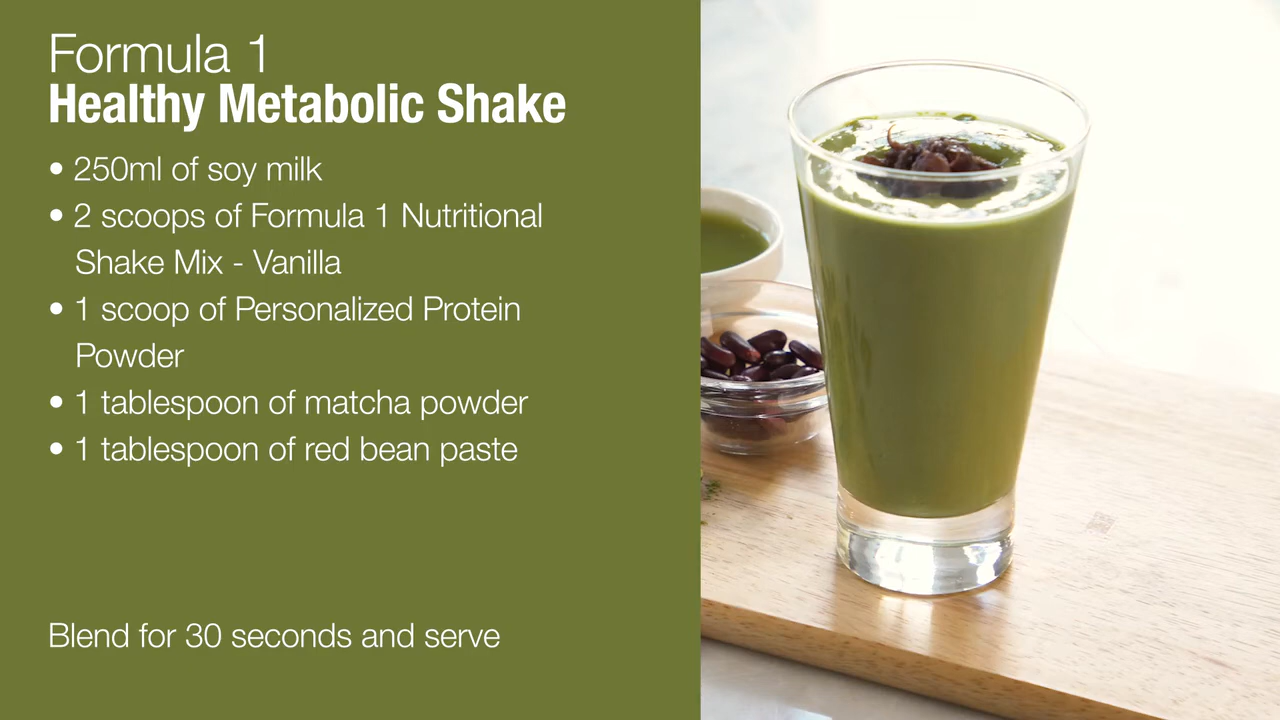 Formula 1
Healthy Metabolic Shake
• 250ml of soy milk
• 2 scoops of Formula 1 Nutritional
Shake Mix - Vanilla
• 1 scoop of Personalized Protein
Powder
• 1 tablespoon of matcha powder
• 1 tablespoon of red bean paste
Blend for 30 seconds and serve